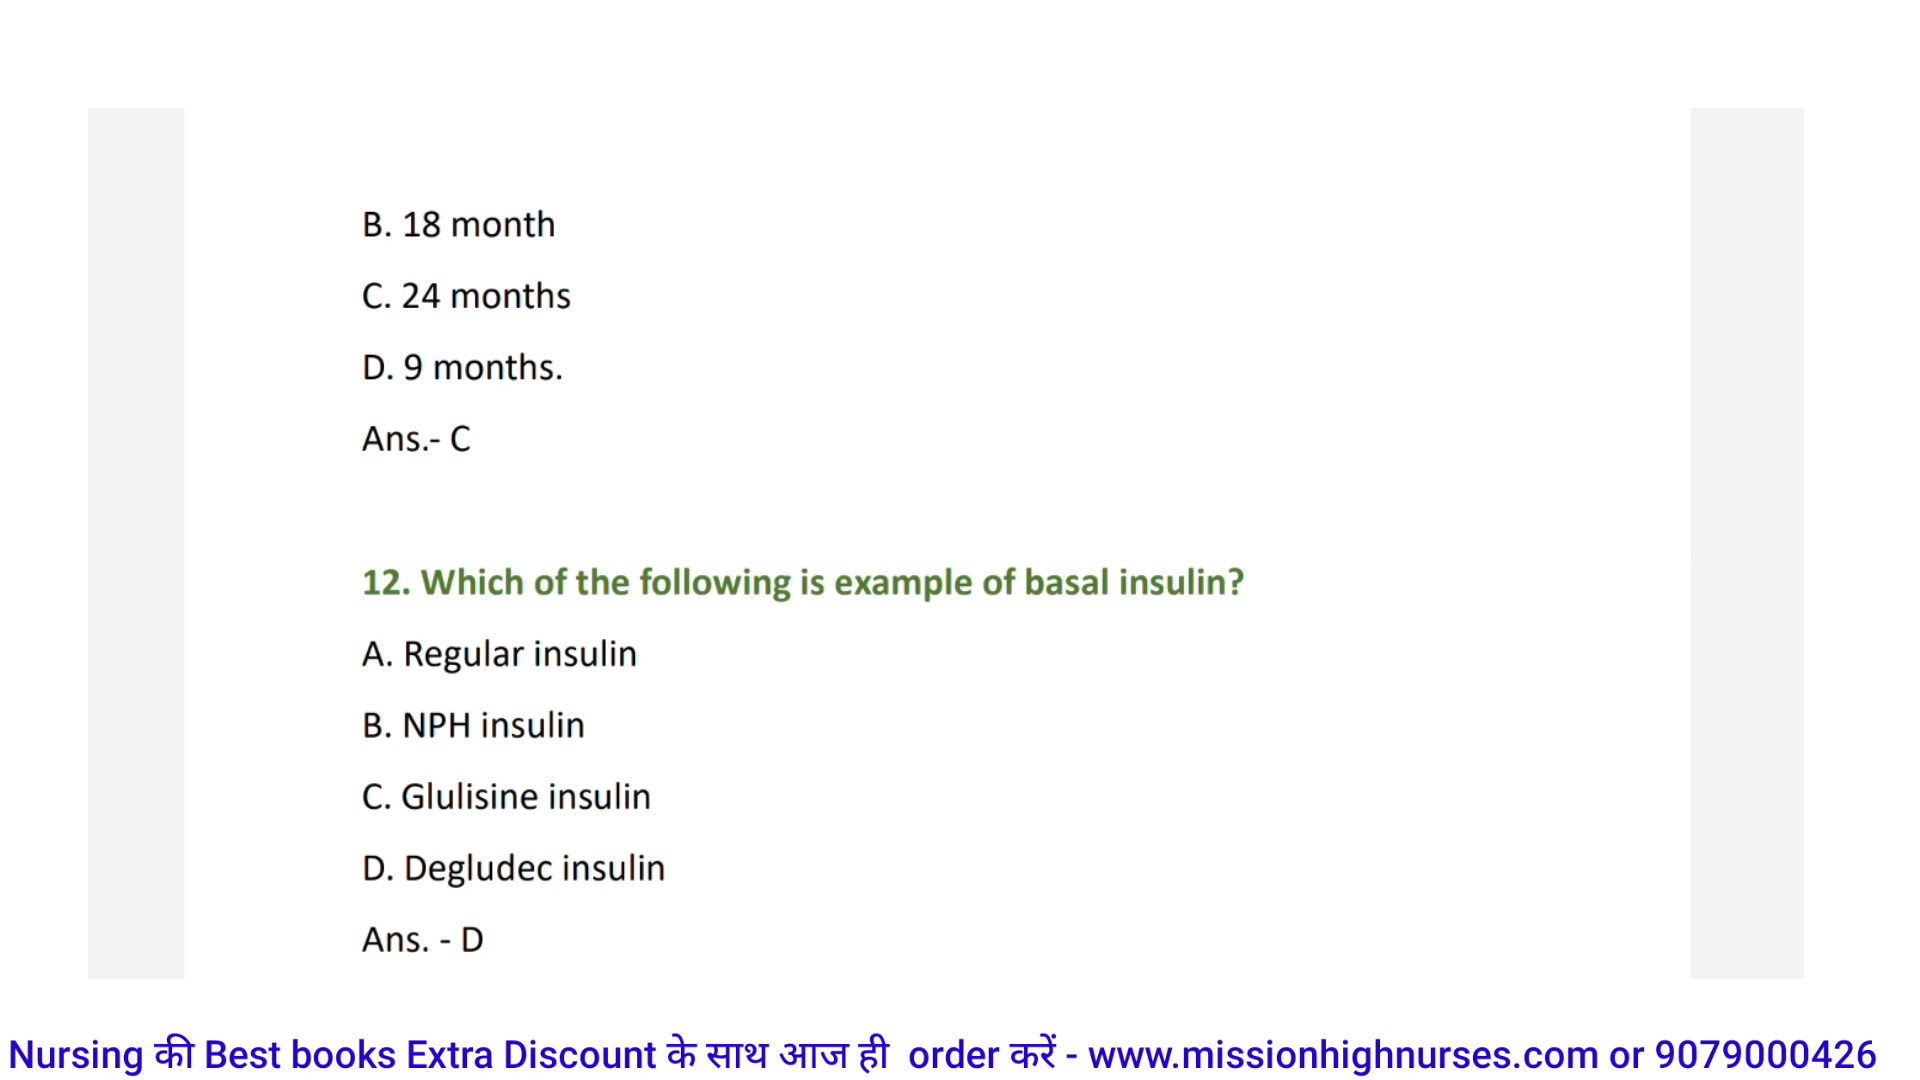 B. 18 month
C. 24 months
D. 9 months.
Ans.- C
12. Which of the following is example of basal insulin?
A. Regular insulin
B. NPH insulin
C. Glulisine insulin
D. Degludec insulin
Ans. - D
Nursing की Best books Extra Discount के साथ आज ही order करें - www.missionhighnurses.com or 9079000426